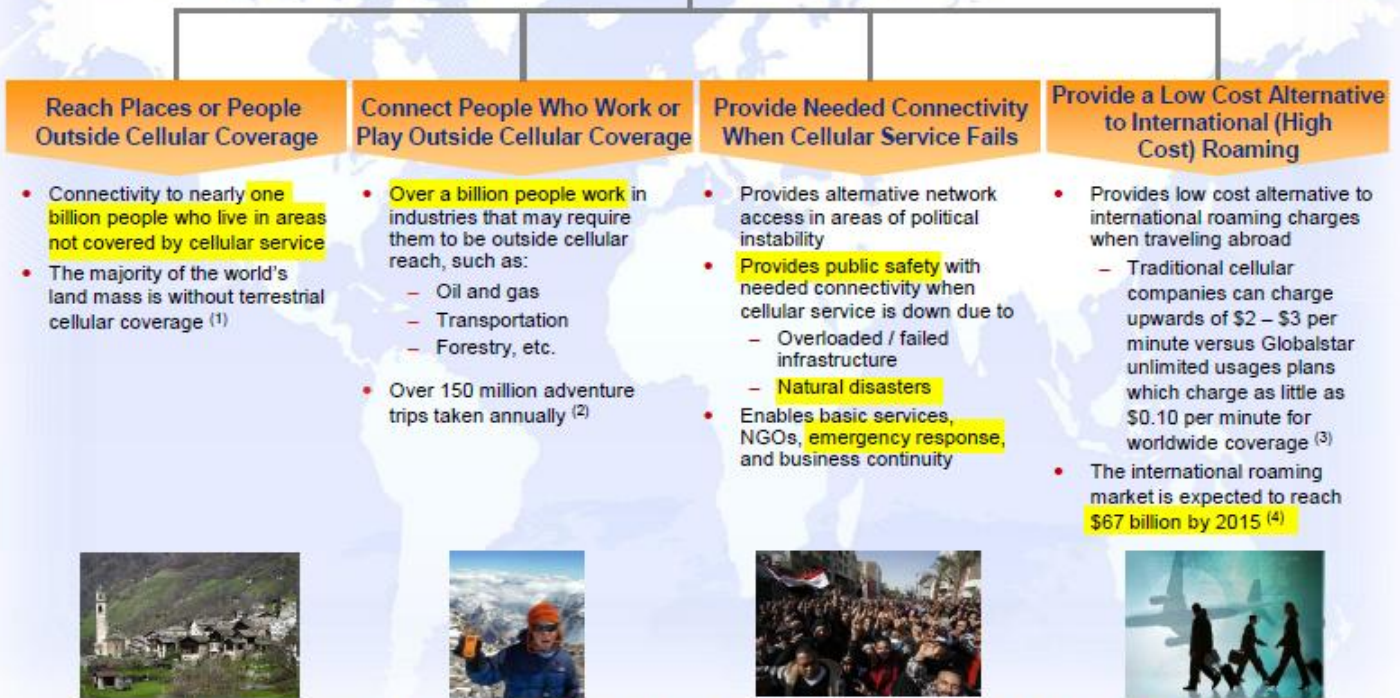 Reach Places or People
Outside Cellular Coverage
• Connectivity to nearly one
billion people who live in areas
not covered by cellular service
• The majority of the world's
land mass is without terrestrial
cellular coverage (1)
Connect People Who Work or
Play Outside Cellular Coverage
• Over a billion people work in
industries that may require
them to be outside cellular
reach, such as:
– Oil and gas
– Transportation
– Forestry, etc.
• Over 150 million adventure
trips taken annually (2)
Provide Needed Connectivity
When Cellular Service Fails
• Provides alternative network
access in areas of political
instability
• Provides public safety with
needed connectivity when
cellular service is down due to
– Overloaded / failed
infrastructure
– Natural disasters
• Enables basic services,
NGOs, emergency response,
and business continuity
Provide a Low Cost Alternative
to International (High
Cost) Roaming
• Provides low cost alternative to
international roaming charges
when traveling abroad
– Traditional cellular
companies can charge
upwards of $2 – $3 per
minute versus Globalstar
unlimited usages plans
which charge as little as
$0.10 per minute for
worldwide coverage (3)
• The international roaming
market is expected to reach
$67 billion by 2015 (4)